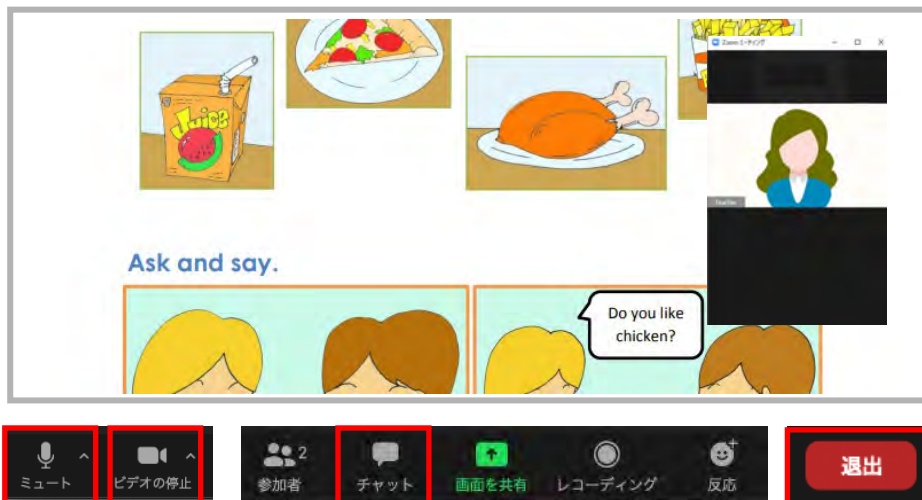 Juice
Zoom ミーティング
Teacher
Ask and say.
Do you like
chicken?
2
ミュート
ビデオの停止
参加者
チャット
画面を共有
レコーディング
反応
退出